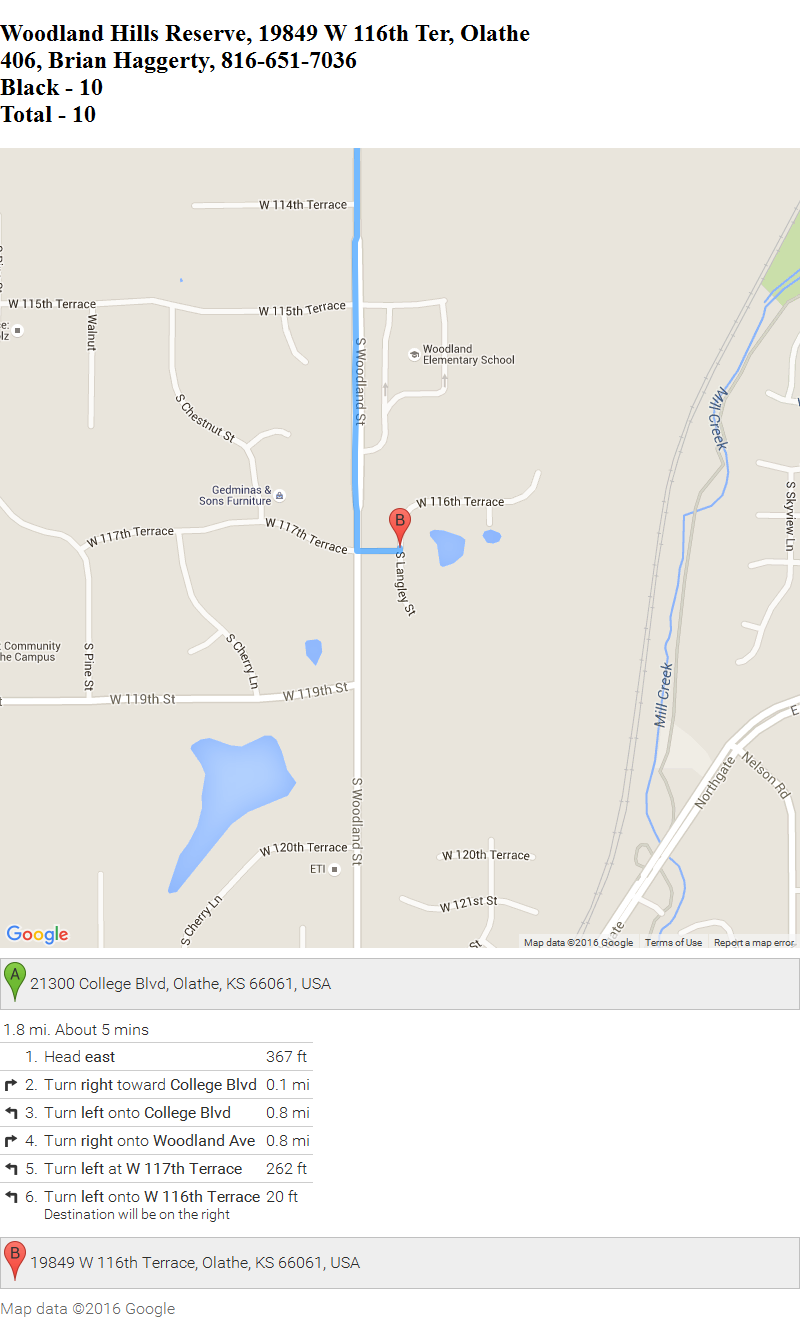 Woodland Hills Reserve, 19849 W 116th Ter, Olathe
406, Brian Haggerty, 816-651-7036
Black - 10
Total - 10
W 114th Terrace
W 115th Terrace
W 115th Terrace
Walnut
S Woodland St
Woodland
Elementary School
S Chestnut St
Mill Creek
Gedminas &
Sons Furniture
W 116th Terrace
S Skyview Ln
B
W 117th Terrace
W 117th Terrace
S Langley St
t Community
he Campus
S Pine St
S Cherry Ln
W 119th St
W 119th St
Mill Creek
Northgate
Nelson Rd
S Woodland St
W 120th Terrace
ETI
W 120th Terrace
S Cherry Ln
W 121st St
St
gate
Google
Map data ©2016 Google Terms of Use Report a map error
A 21300 College Blvd, Olathe, KS 66061, USA
1.8 mi. About 5 mins
1. Head east 367 ft
2. Turn right toward College Blvd 0.1 mi
3. Turn left onto College Blvd 0.8 mi
4. Turn right onto Woodland Ave 0.8 mi
5. Turn left at W 117th Terrace 262 ft
6. Turn left onto W 116th Terrace 20 ft
Destination will be on the right
B 19849 W 116th Terrace, Olathe, KS 66061, USA
Map data ©2016 Google